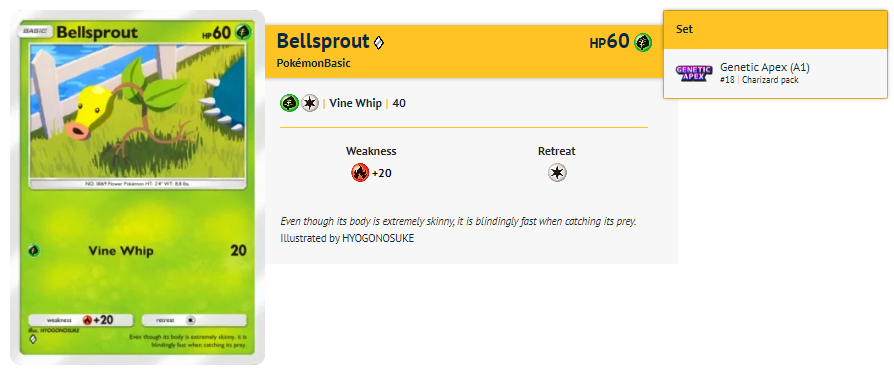 BASIC Bellsprout HP60
NO. 0069 Flower Pokémon HT: 2'4" WT: 8.8 lbs.
Vine Whip 20
weakness +20 retreat
illus. HYOGONOSUKE
Even though its body is extremely skinny, it is
blindingly fast when catching its prey.
Bellsprout HP60
PokémonBasic
| Vine Whip | 40
Weakness Retreat
+20
Even though its body is extremely skinny, it is blindingly fast when catching its prey.
Illustrated by HYOGONOSUKE
Set
GENETIC
APEX
Genetic Apex (A1)
#18 | Charizard pack